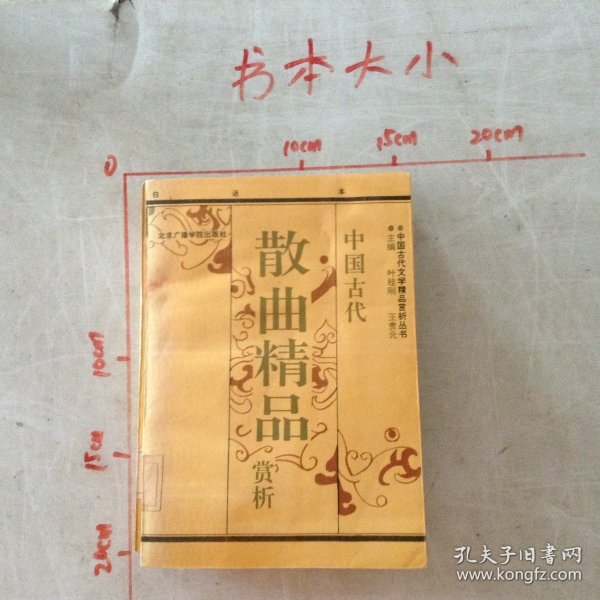 书本大小
0
10cm
15cm
20cm
10cm
15cm
20cm
白话本
北京广播学院出版社
中国古代
散曲精品
赏析
中国古代文学精品赏析丛书
主编 叶桂刚 王贵元
孔夫子旧书网
www.kongfz.com